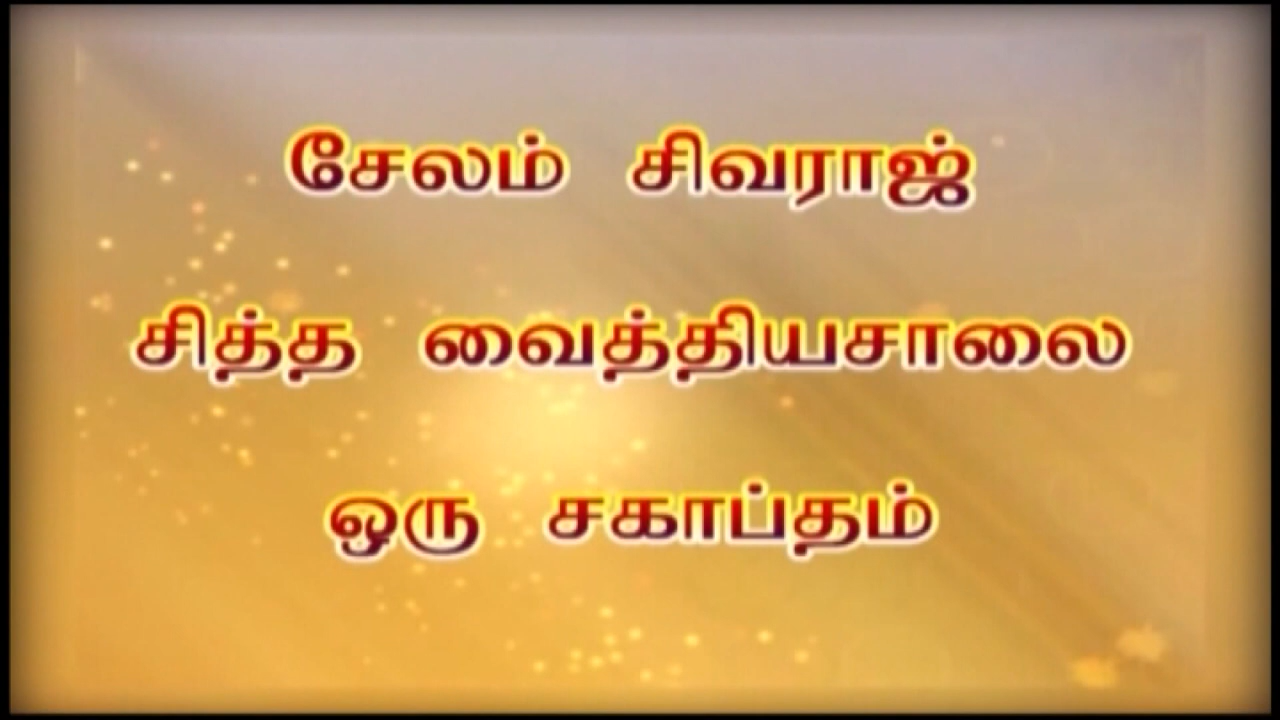 சேலம் சிவராஜ்
சித்த வைத்தியசாலை
ஒரு சகாப்தம்